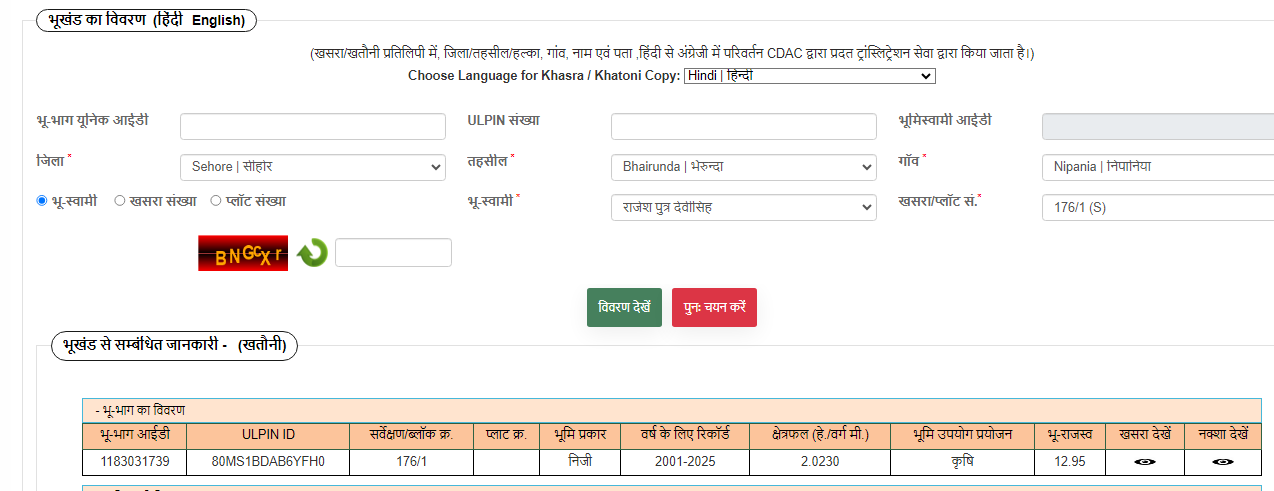 भूखंड का विवरण (हिंदी English)
(खसरा/खतौनी प्रतिलिपी में, जिला/तहसील/हल्का, गांव, नाम एवं पता ,हिंदी से अंग्रेजी में परिवर्तन CDAC द्वारा प्रदत ट्रांस्लिट्रेशन सेवा द्वारा किया जाता है।)
Choose Language for Khasra / Khatoni Copy: Hindi | हिन्दी
भू-भाग यूनिक आईडी ULPIN संख्या भूमिस्वामी आईडी
जिला * Sehore | सीहोर तहसील * Bhairunda | भेरुन्दा गाँव * Nipania | निपानिया
भू-स्वामी खसरा संख्या प्लॉट संख्या भू-स्वामी * राजेश पुत्र देवीसिंह खसरा/प्लॉट सं.* 176/1 (S)
BNGCXr
विवरण देखें पुनः चयन करें
भूखंड से सम्बंधित जानकारी - (खतौनी)
- भू-भाग का विवरण
भू-भाग आईडी ULPIN ID सर्वेक्षण/ब्लॉक क्र. प्लाट क्र. भूमि प्रकार वर्ष के लिए रिकॉर्ड क्षेत्रफल (हे./वर्ग मी.) भूमि उपयोग प्रयोजन भू-राजस्व खसरा देखें नक्शा देखें
1183031739 80MS1BDAB6YFH0 176/1 निजी 2001-2025 2.0230 कृषि 12.95